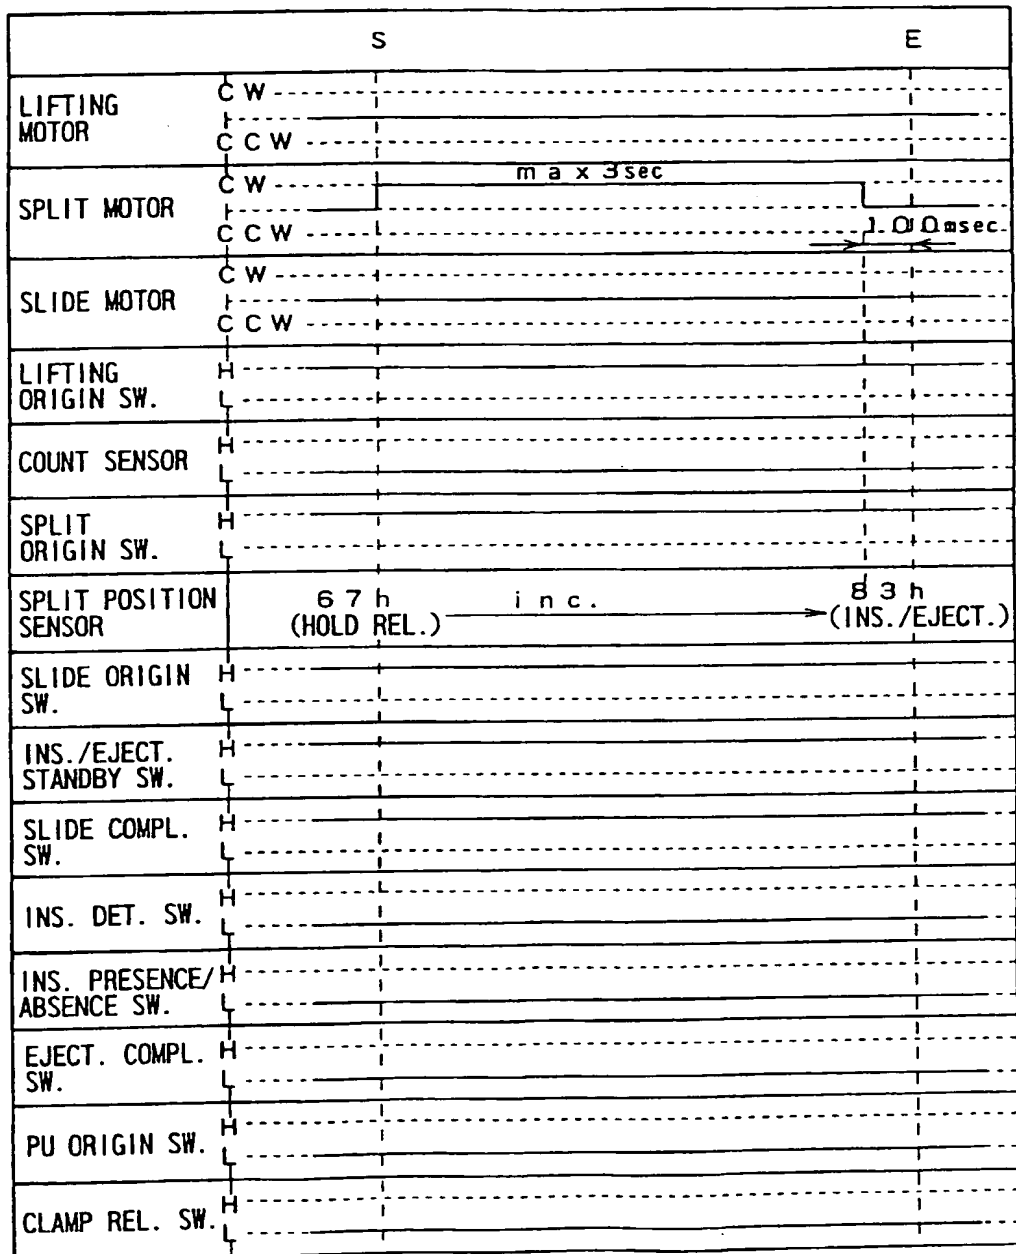 S E
LIFTING MOTOR CW
CCW
SPLIT MOTOR CW max 3sec
CCW 100msec
SLIDE MOTOR CW
CCW
LIFTING ORIGIN SW. H
L
COUNT SENSOR H
L
SPLIT ORIGIN SW. H
L
SPLIT POSITION SENSOR 67h (HOLD REL.) inc. 83h (INS./EJECT.)
SLIDE ORIGIN SW. H
L
INS./EJECT. STANDBY SW. H
L
SLIDE COMPL. SW. H
L
INS. DET. SW. H
L
INS. PRESENCE/ABSENCE SW. H
L
EJECT. COMPL. SW. H
L
PU ORIGIN SW. H
L
CLAMP REL. SW. H
L